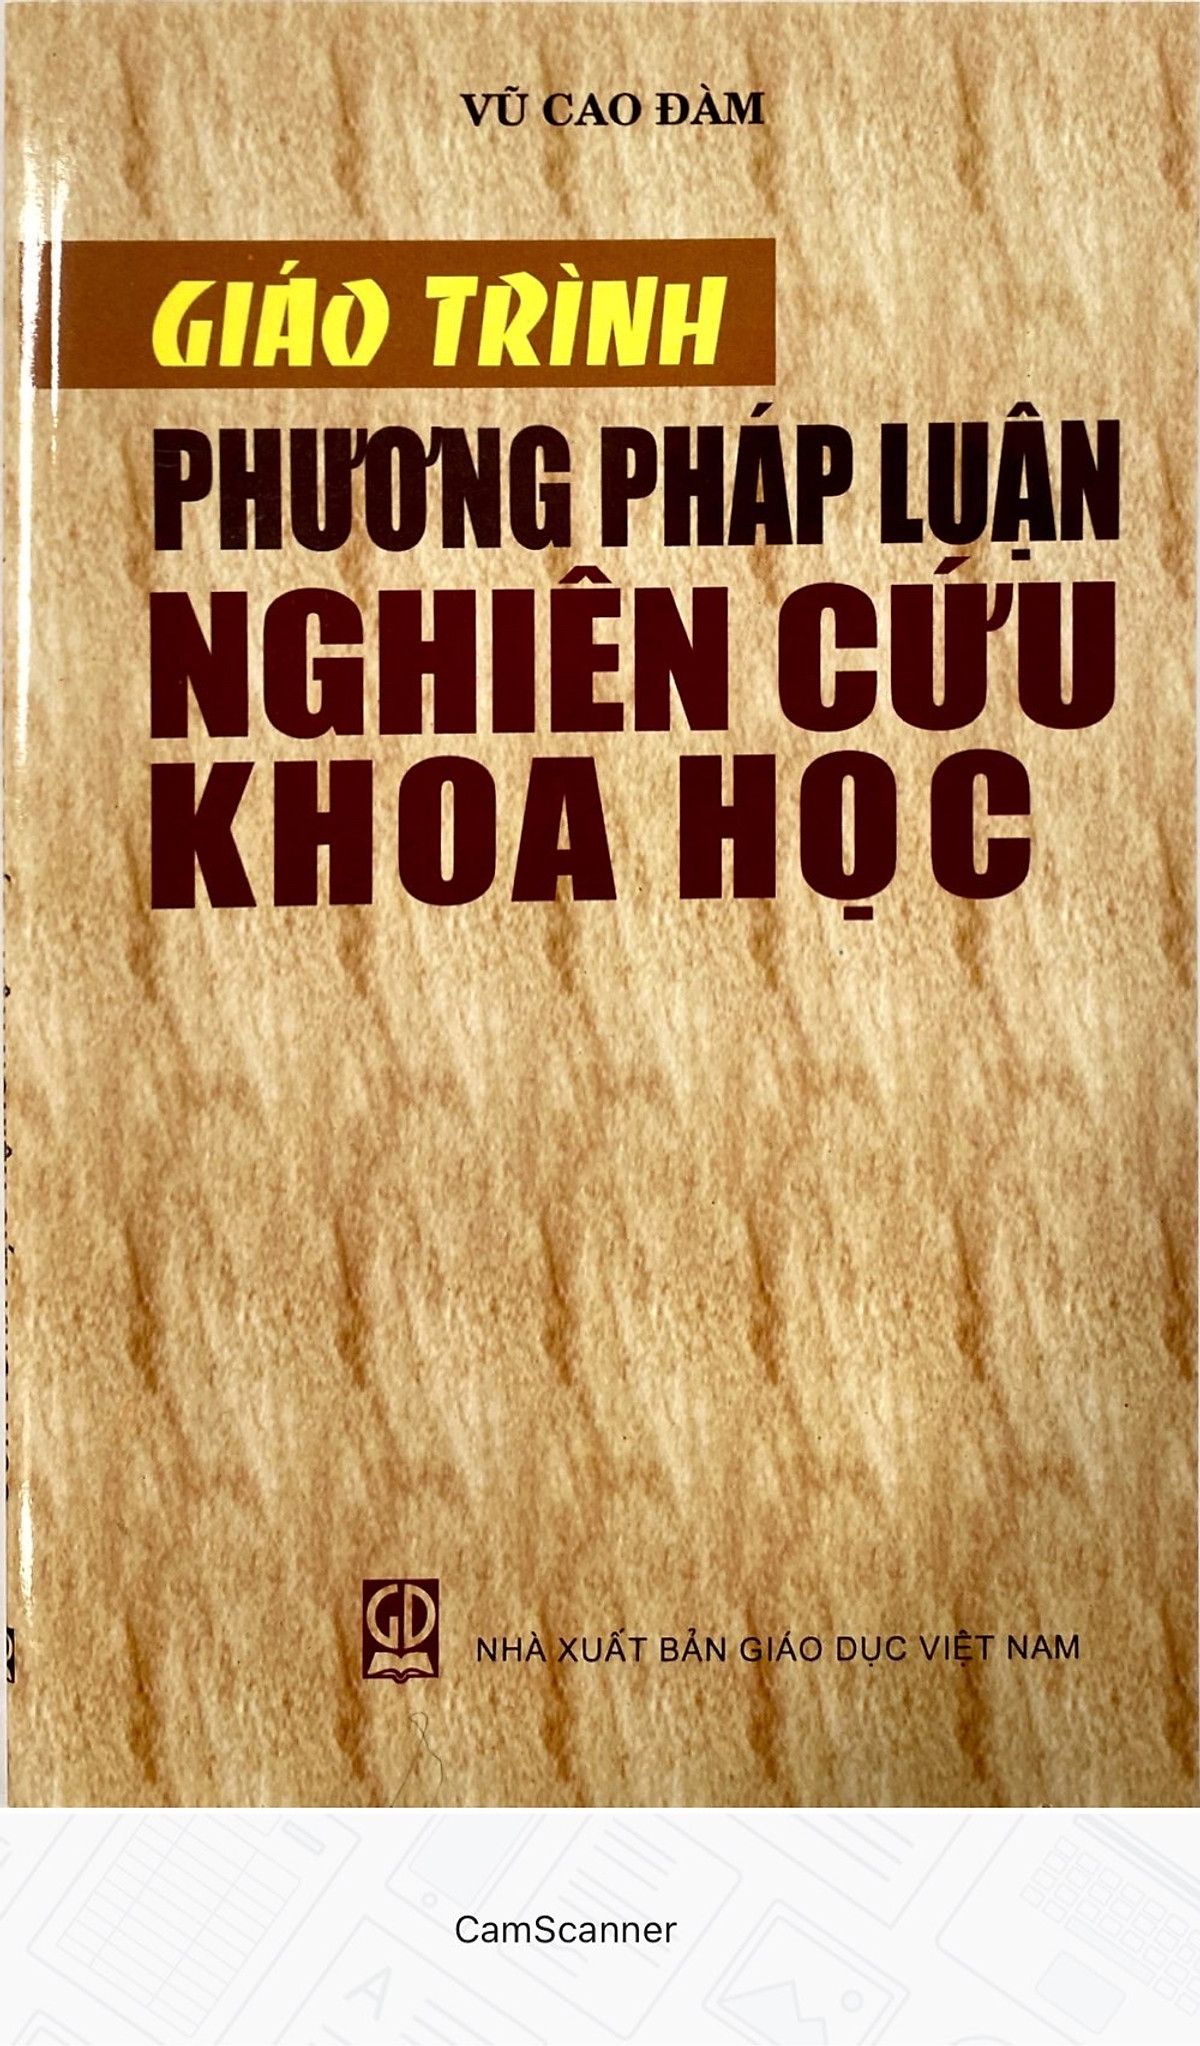 VŨ CAO ĐÀM
GIÁO TRÌNH
PHƯƠNG PHÁP LUẬN
NGHIÊN CỨU
KHOA HỌC
GD
NHÀ XUẤT BẢN GIÁO DỤC VIỆT NAM
CamScanner